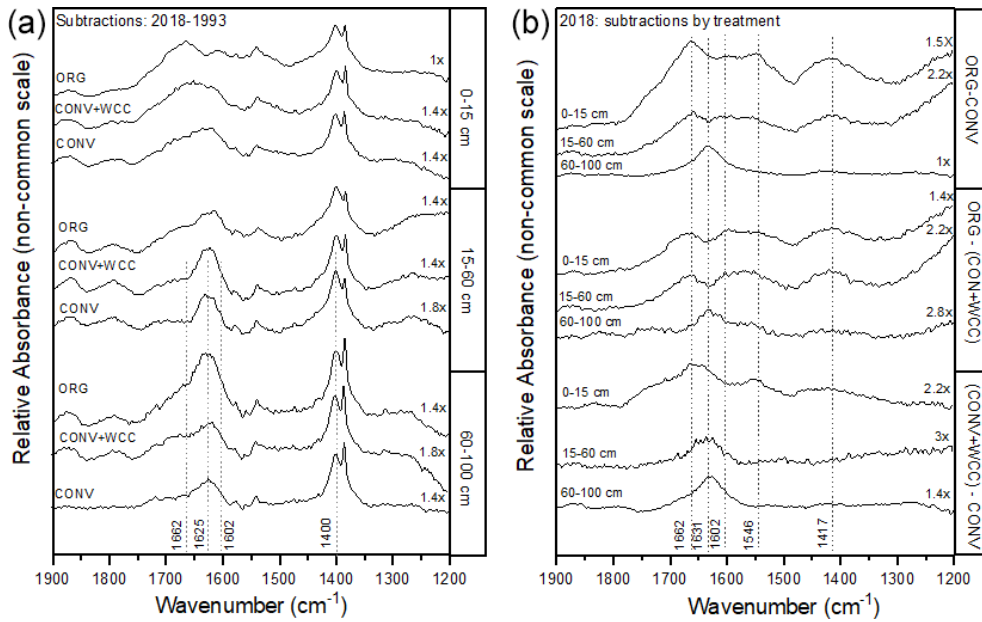 (a)
Subtractions: 2018-1993
ORG
1x
CONV+WCC
1.4x
CONV
1.4x
0-15 cm
ORG
1.4x
CONV+WCC
1.4x
CONV
1.8x
15-60 cm
ORG
1.4x
CONV+WCC
1.8x
CONV
1.4x
60-100 cm
1662
1625
1602
1400
1900 1800 1700 1600 1500 1400 1300 1200
Wavenumber (cm-1)
Relative Absorbance (non-common scale)
(b)
2018: subtractions by treatment
1.5X
0-15 cm
2.2x
15-60 cm
60-100 cm
1x
ORG-CONV
1.4x
0-15 cm
2.2x
15-60 cm
60-100 cm
2.8x
ORG - (CON+WCC)
0-15 cm
2.2x
15-60 cm
3x
60-100 cm
1.4x
(CONV+WCC) - CONV
1662
1631
1602
1546
1417
1900 1800 1700 1600 1500 1400 1300 1200
Wavenumber (cm-1)
Relative Absorbance (non-common scale)